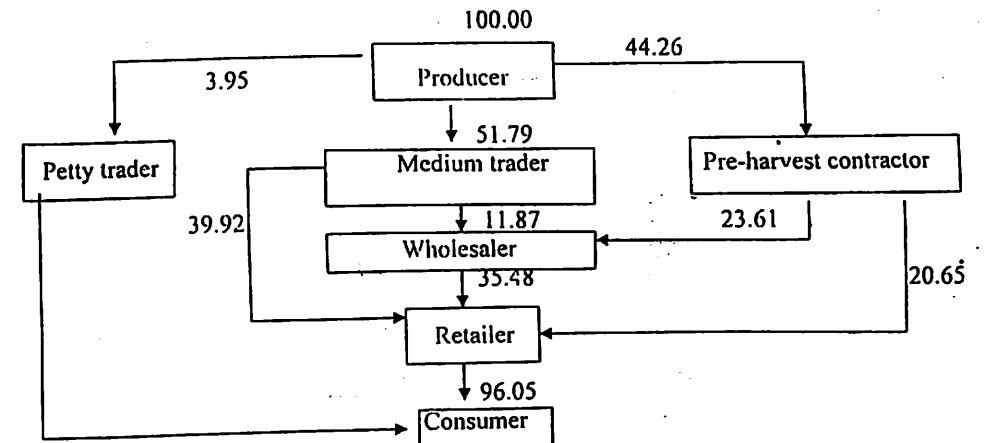 100.00
44.26
Producer
3.95
51.79
Petty trader
Medium trader
Pre-harvest contractor
39.92
11.87
23.61
Wholesaler
35.48
20.65
Retailer
96.05
Consumer